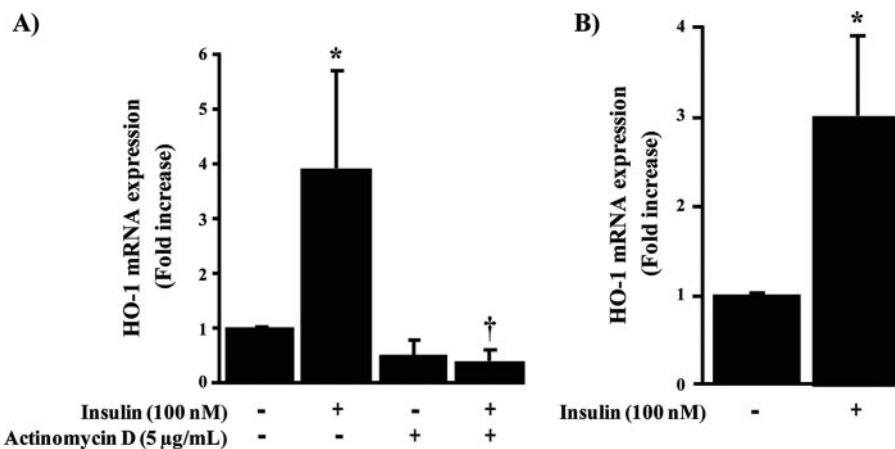 A)
HO-1 mRNA expression
(Fold increase)
6
5
4
3
2
1
0
*
†
Insulin (100 nM) - + - +
Actinomycin D (5 µg/mL) - - + +
B)
HO-1 mRNA expression
(Fold increase)
4
3
2
1
0
*
Insulin (100 nM) - +